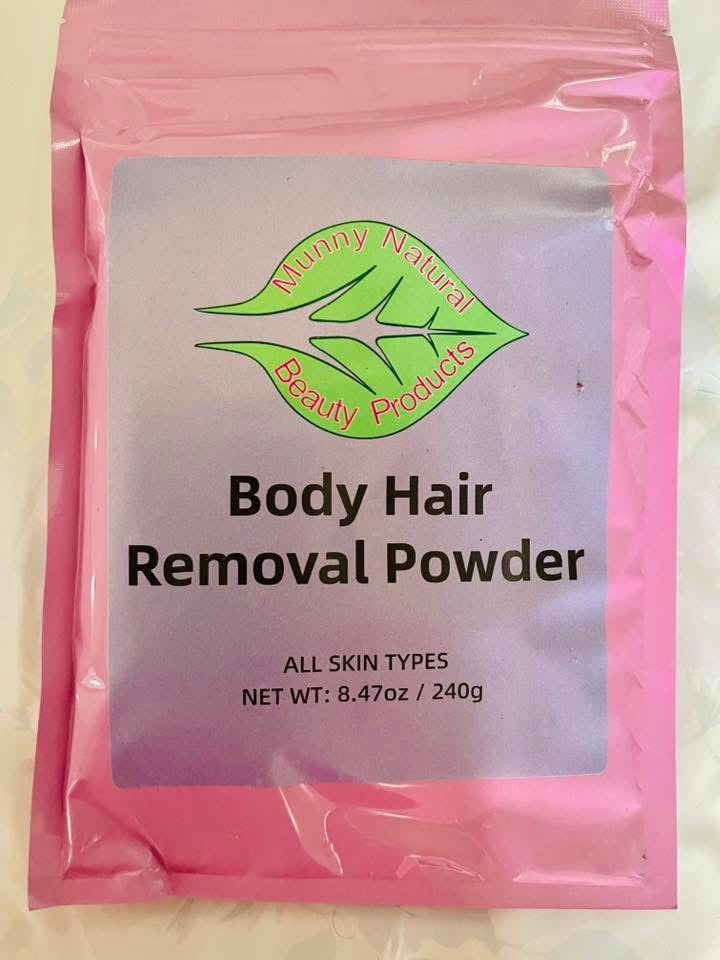 Munny Natural
Beauty Products
Body Hair
Removal Powder
ALL SKIN TYPES
NET WT: 8.47oz / 240g